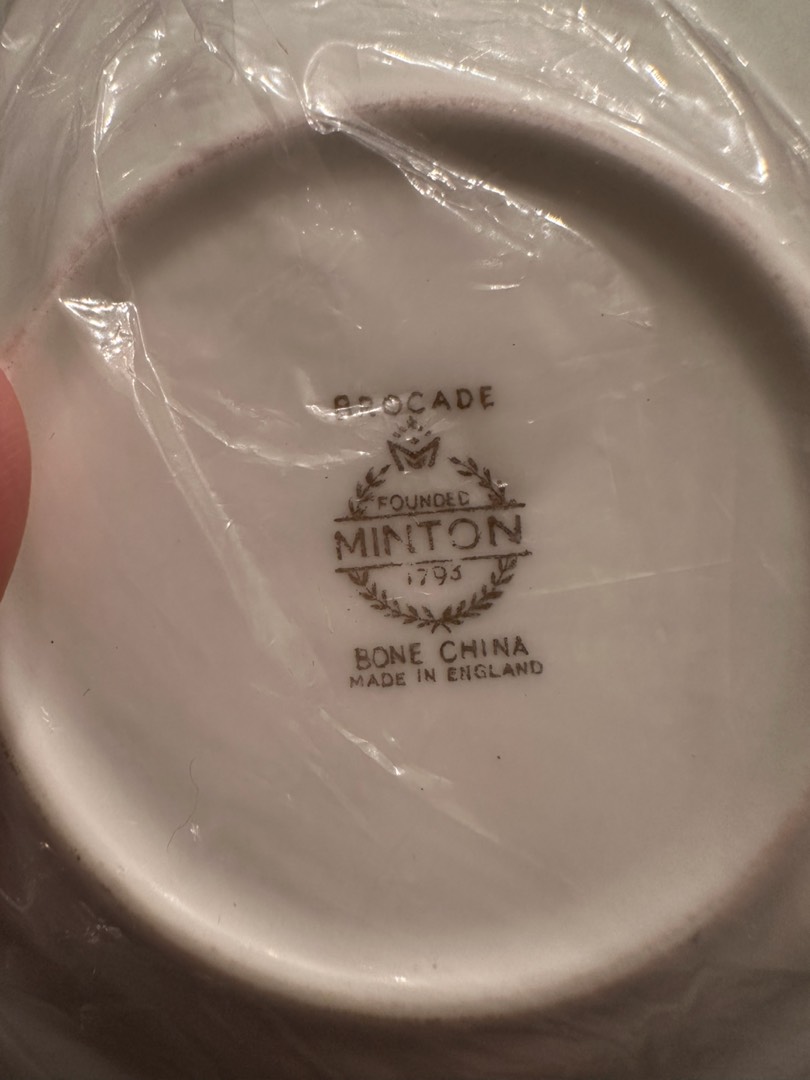 BROCADE
M
FOUNDED
MINTON
1793
BONE CHINA
MADE IN ENGLAND